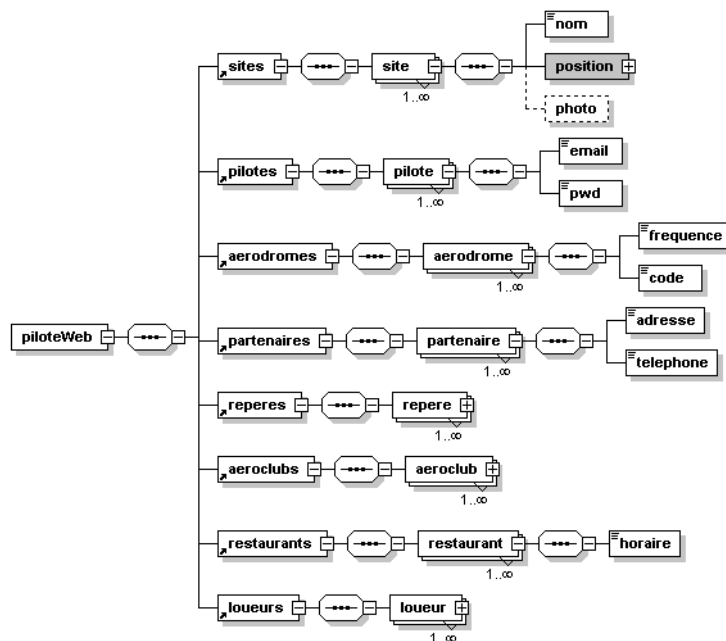 nom
sites
site
position
1..∞
photo
pilotes
pilote
email
1..∞
pwd
aerodromes
aerodrome
frequence
1..∞
code
piloteWeb
partenaires
partenaire
adresse
1..∞
telephone
reperes
repere
1..∞
aeroclubs
aeroclub
1..∞
restaurants
restaurant
horaire
1..∞
loueurs
loueur
1..∞